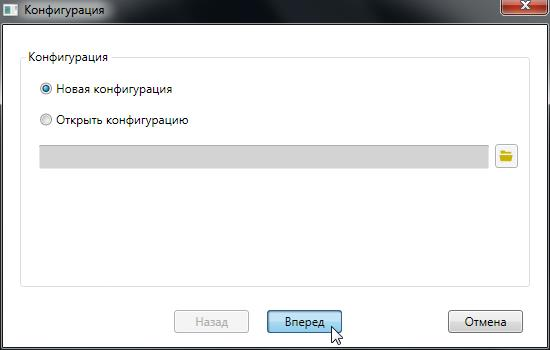 Конфигурация
Конфигурация
Новая конфигурация
Открыть конфигурацию
Назад
Вперед
Отмена